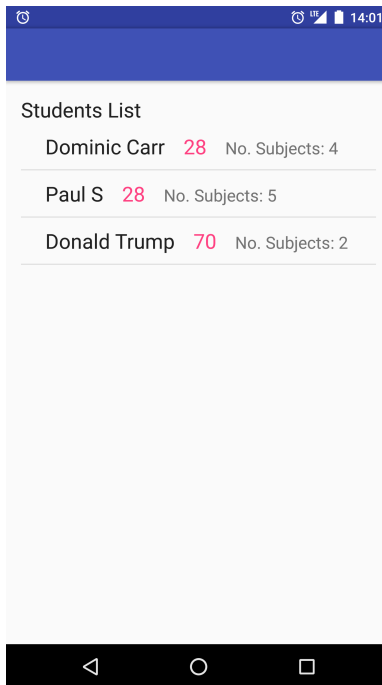 LTE 14:01
Students List
Dominic Carr 28 No. Subjects: 4
Paul S 28 No. Subjects: 5
Donald Trump 70 No. Subjects: 2